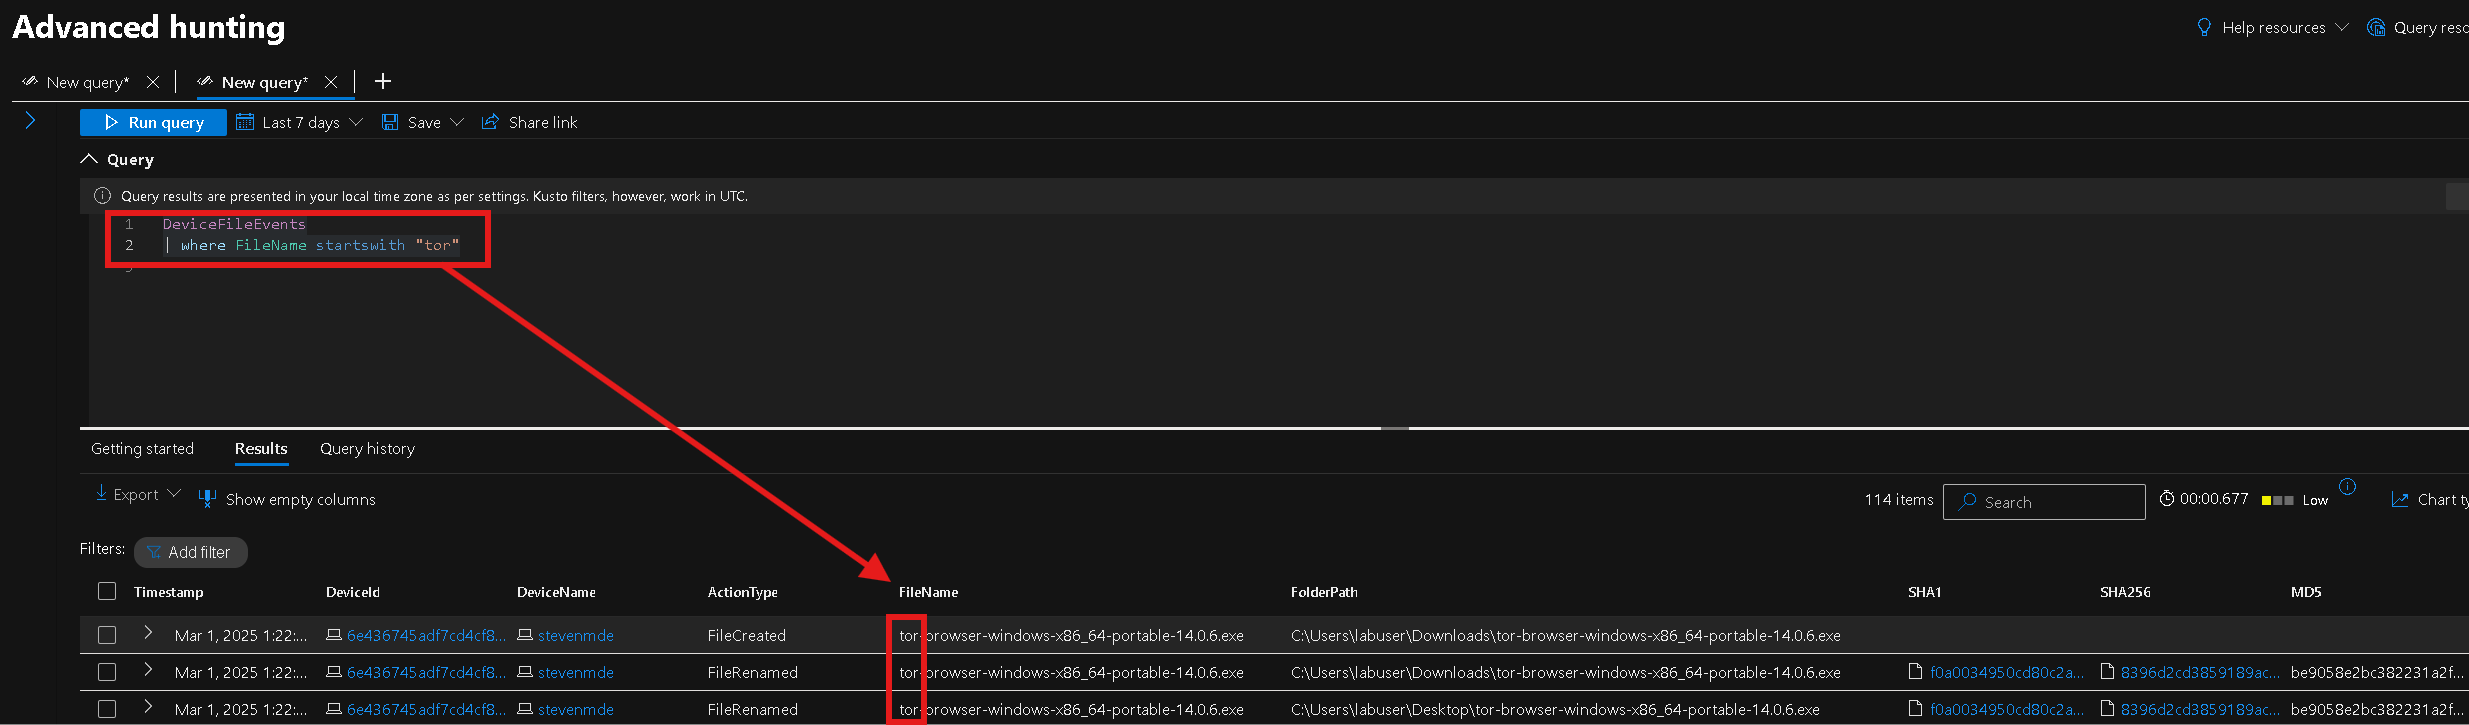 Advanced hunting
Help resources
Query reso
New query*
New query*
Run query
Last 7 days
Save
Share link
Query
Query results are presented in your local time zone as per settings. Kusto filters, however, work in UTC.
1 DeviceFileEvents
2 | where FileName startswith "tor"
Getting started Results Query history
Export
Show empty columns
114 items
Search
00:00.677
Low
Chart ty
Filters:
Add filter
Timestamp DeviceId DeviceName ActionType FileName FolderPath SHA1 SHA256 MD5
Mar 1, 2025 1:22:... 6e436745adf7cd4cf8... stevenmde FileCreated tor-browser-windows-x86_64-portable-14.0.6.exe C:\Users\labuser\Downloads\tor-browser-windows-x86_64-portable-14.0.6.exe
Mar 1, 2025 1:22:... 6e436745adf7cd4cf8... stevenmde FileRenamed tor-browser-windows-x86_64-portable-14.0.6.exe C:\Users\labuser\Downloads\tor-browser-windows-x86_64-portable-14.0.6.exe f0a0034950cd80c2a... 8396d2cd3859189ac... be9058e2bc382231a2f...
Mar 1, 2025 1:22:... 6e436745adf7cd4cf8... stevenmde FileRenamed tor-browser-windows-x86_64-portable-14.0.6.exe C:\Users\labuser\Desktop\tor-browser-windows-x86_64-portable-14.0.6.exe f0a0034950cd80c2a... 8396d2cd3859189ac... be9058e2bc382231a2f...